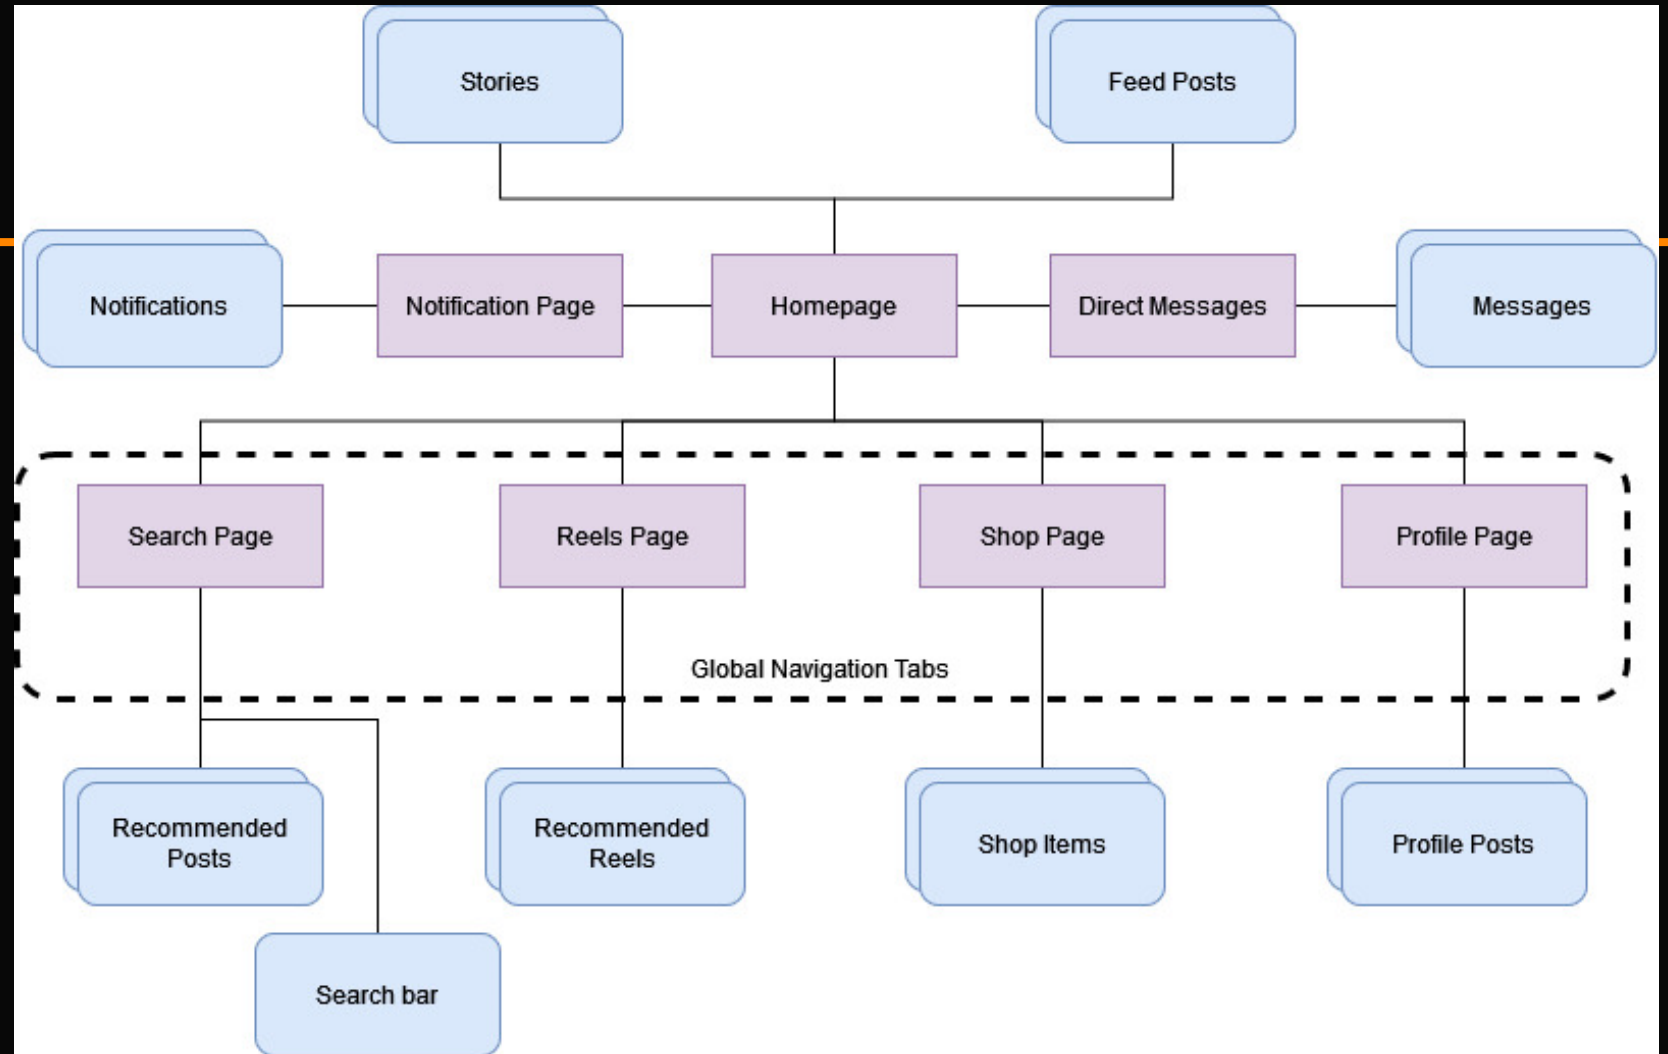 Stories
Feed Posts
Notifications
Notification Page
Homepage
Direct Messages
Messages
Search Page
Reels Page
Shop Page
Profile Page
Global Navigation Tabs
Recommended
Posts
Recommended
Reels
Shop Items
Profile Posts
Search bar